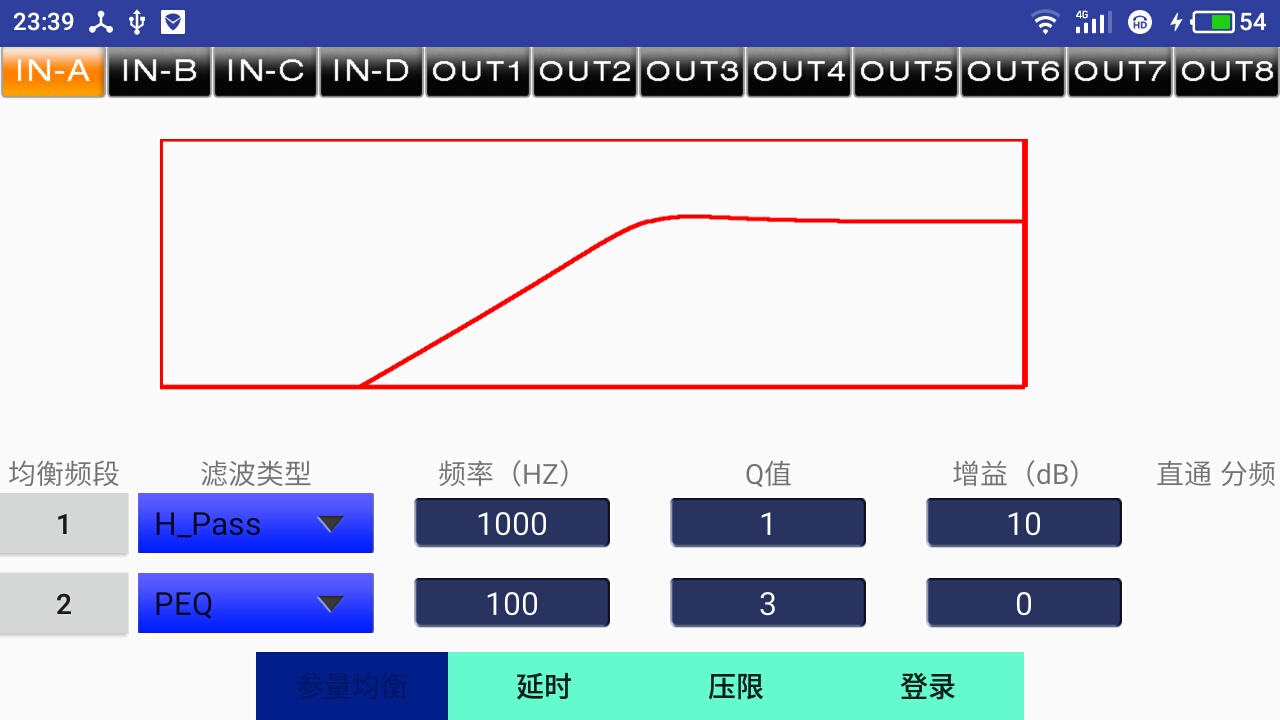 23:39 4G HD 54
IN-A IN-B IN-C IN-D OUT1 OUT2 OUT3 OUT4 OUT5 OUT6 OUT7 OUT8
均衡频段 滤波类型 频率（HZ） Q值 增益（dB） 直通 分频
1 H_Pass 1000 1 10
2 PEQ 100 3 0
参量均衡 延时 压限 登录